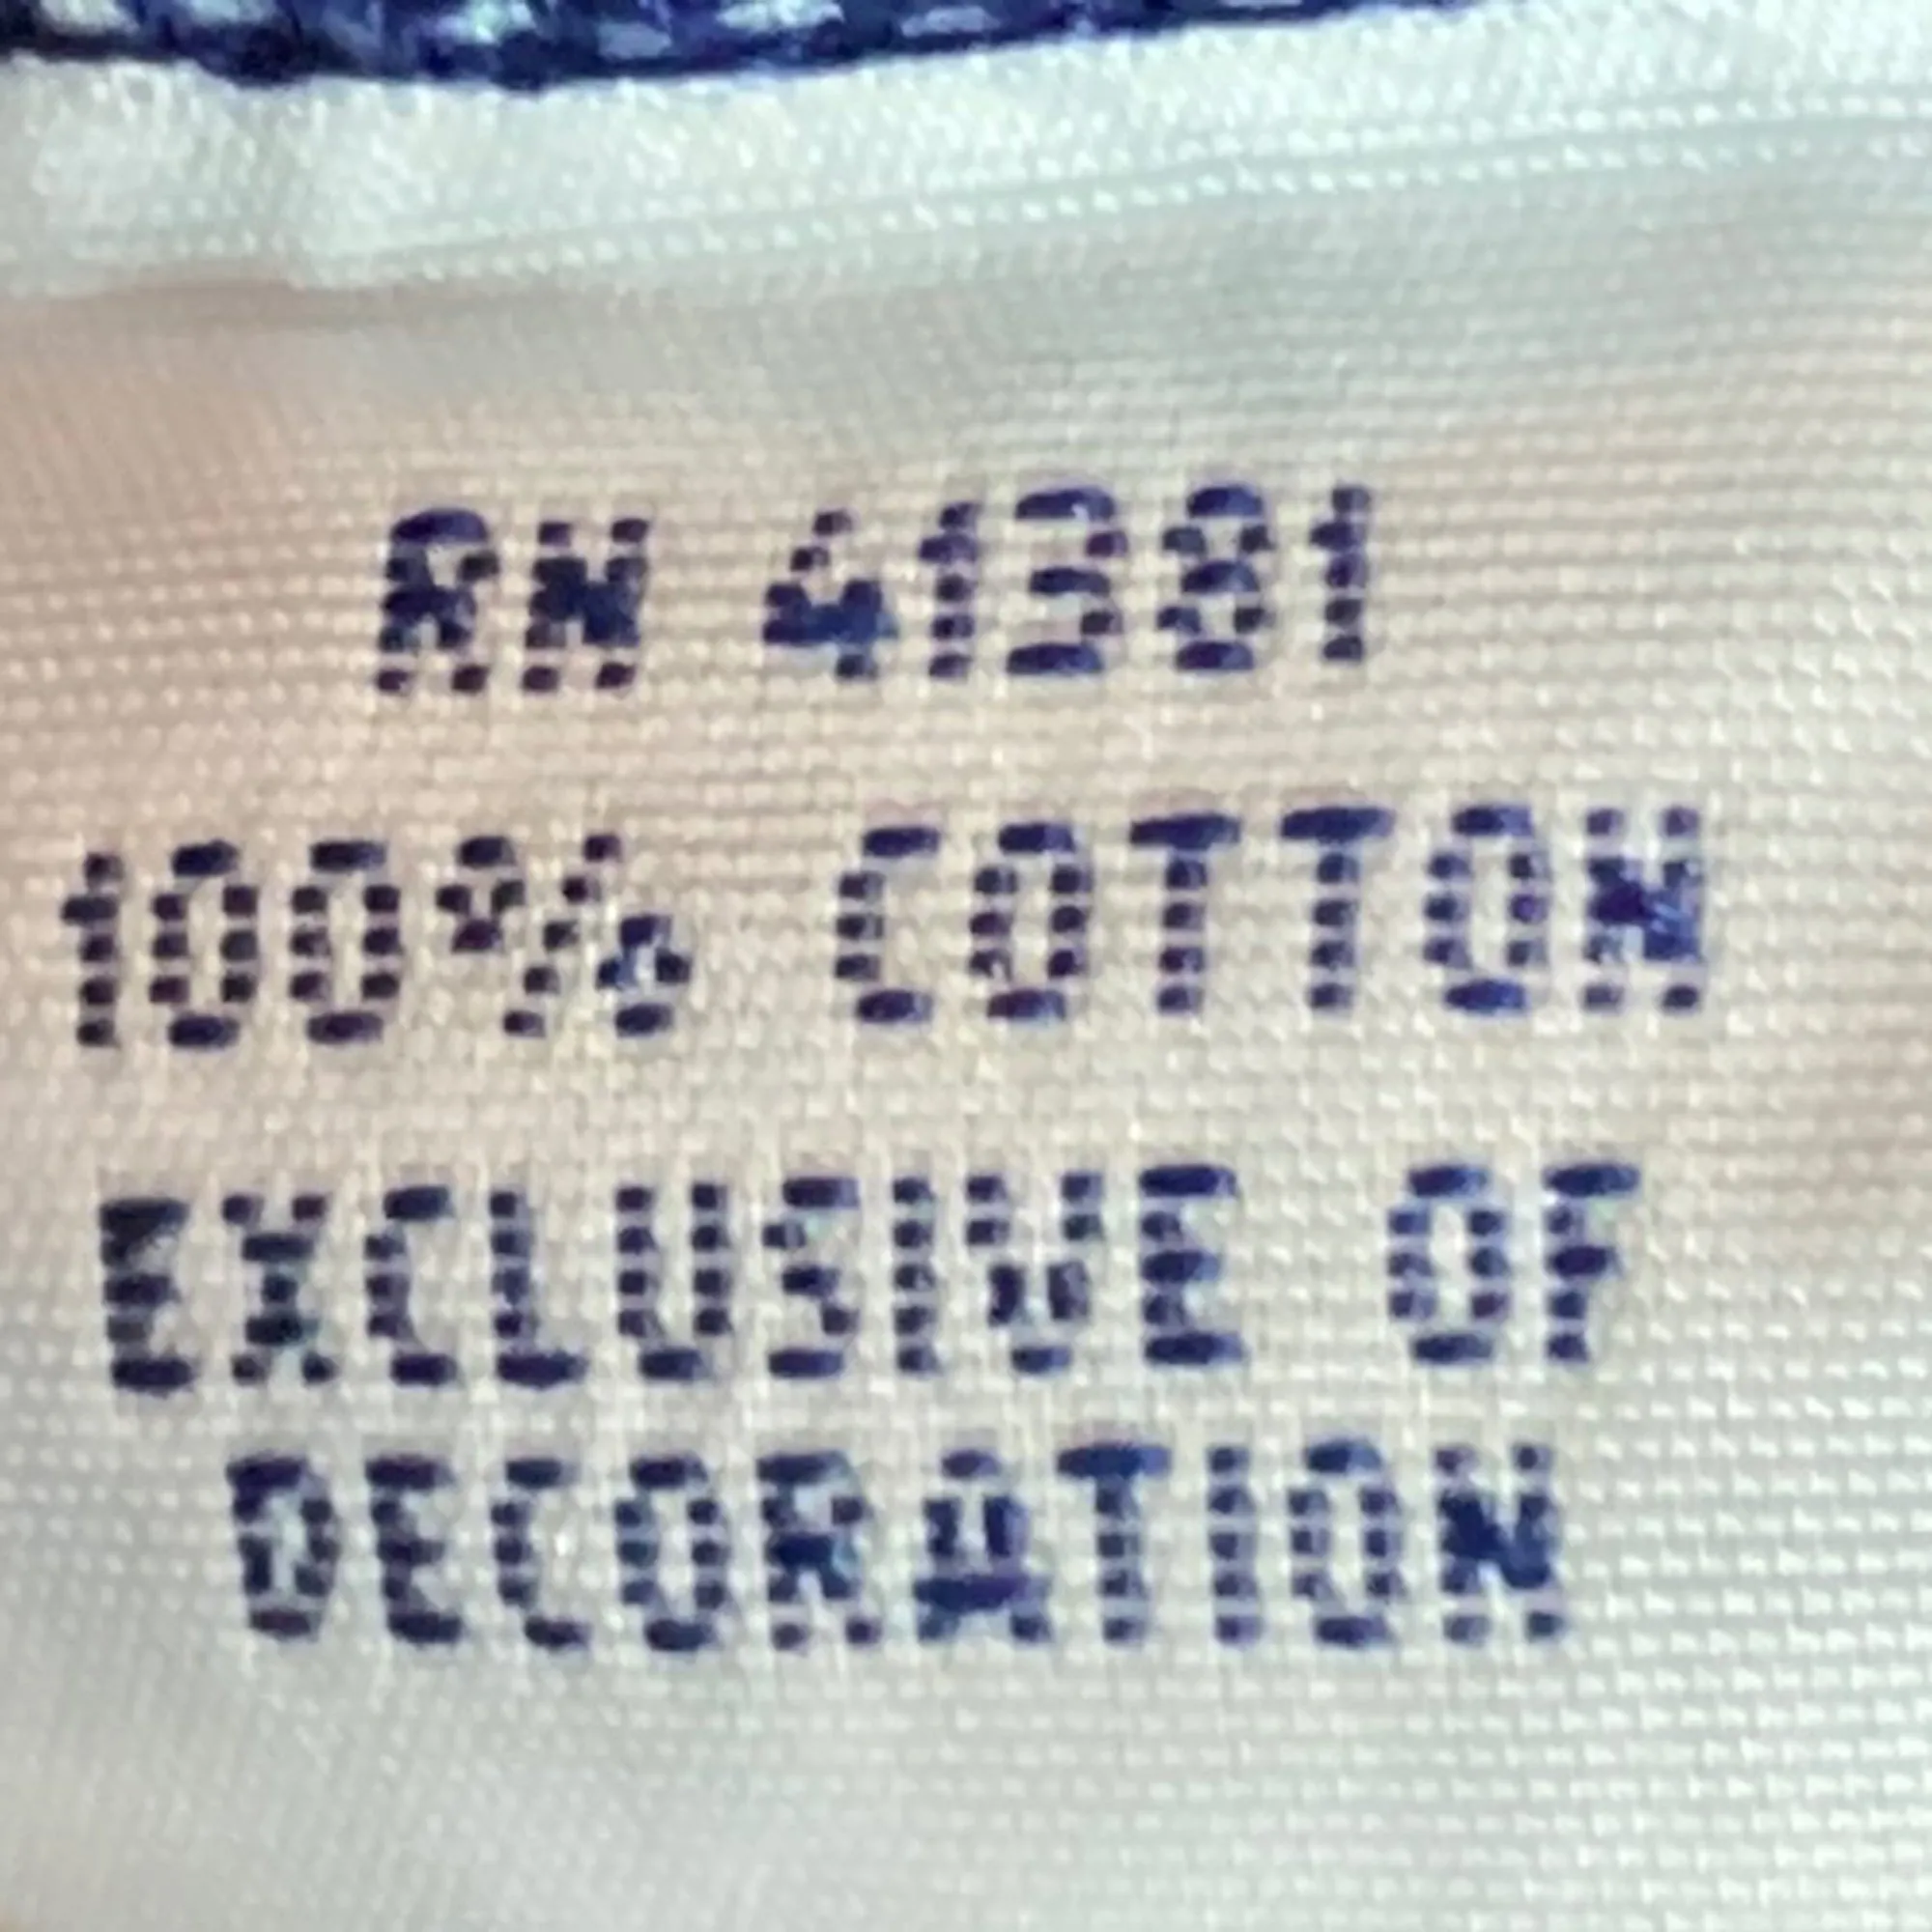 RN 41381
100% COTTON
EXCLUSIVE OF
DECORATION